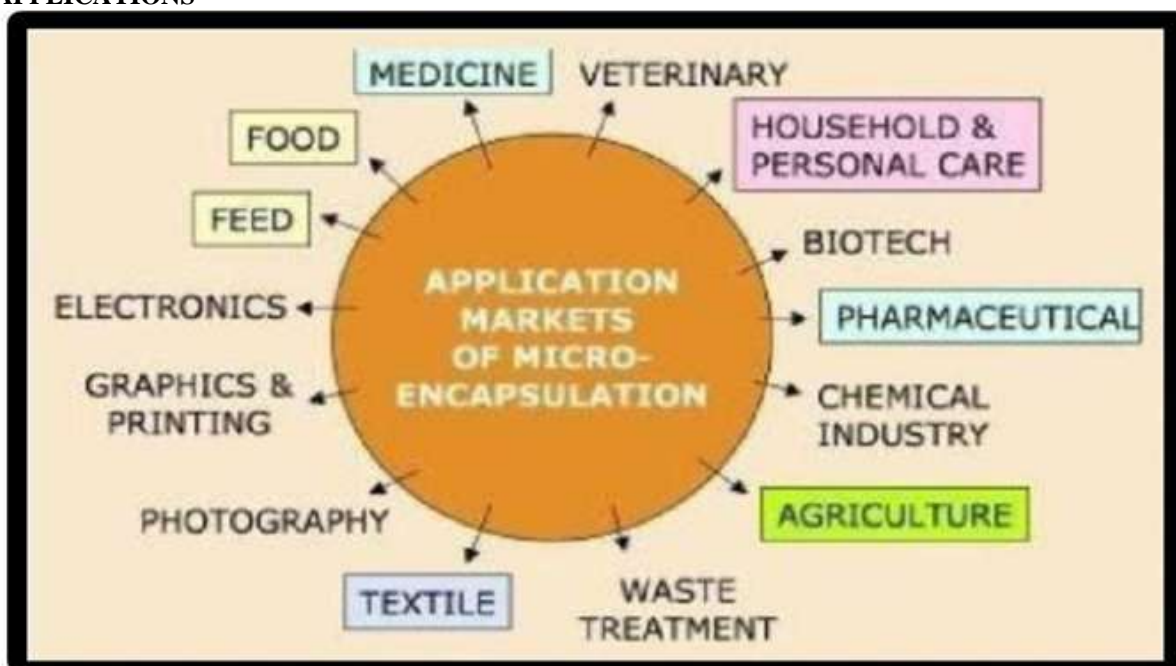 APPLICATIONS
MEDICINE
VETERINARY
HOUSEHOLD &
PERSONAL CARE
BIOTECH
PHARMACEUTICAL
CHEMICAL
INDUSTRY
AGRICULTURE
WASTE
TREATMENT
TEXTILE
PHOTOGRAPHY
GRAPHICS &
PRINTING
ELECTRONICS
FEED
FOOD
APPLICATION
MARKETS
OF MICRO-
ENCAPSULATION